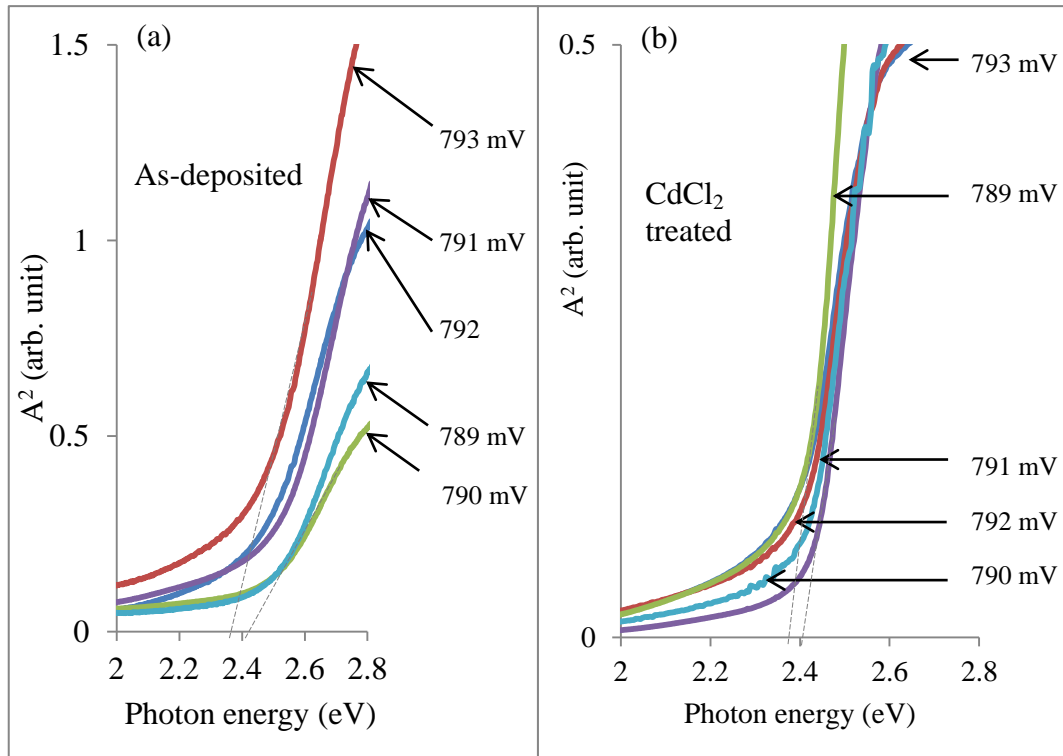 (a)
1.5
1
0.5
0
A² (arb. unit)
As-deposited
793 mV
791 mV
792
789 mV
790 mV
2 2.2 2.4 2.6 2.8
Photon energy (eV)
(b)
0.5
0
A² (arb. unit)
CdCl₂
treated
793 mV
789 mV
791 mV
792 mV
790 mV
2 2.2 2.4 2.6 2.8
Photon energy (eV)